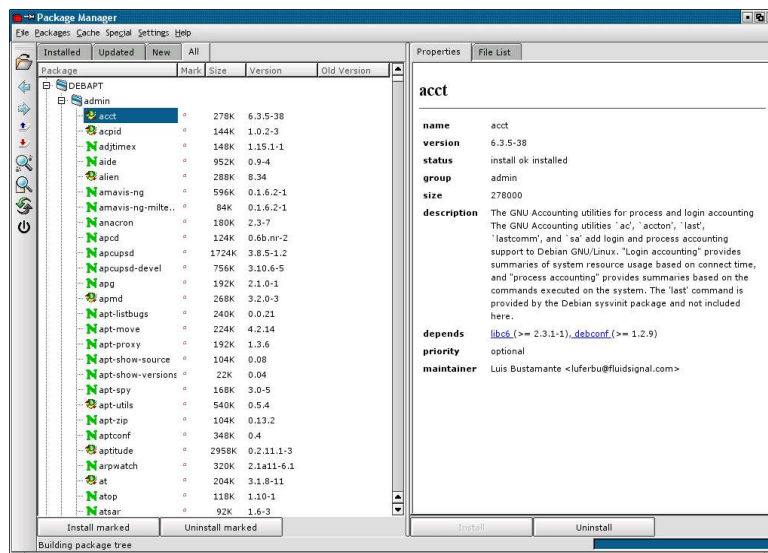 Package Manager
File Packages Cache Special Settings Help
Installed Updated New All
Package Mark Size Version Old Version
DEBAPT
admin
acct 278K 6.3.5-38
acpid 144K 1.0.2-3
adjtimex 148K 1.15.1-1
aide 952K 0.9-4
alien 288K 8.34
amavis-ng 596K 0.1.6.2-1
amavis-ng-milte.. 84K 0.1.6.2-1
anacron 180K 2.3-7
apcd 124K 0.6b.nr-2
apcupsd 1724K 3.8.5-1.2
apcupsd-devel 756K 3.10.6-5
apg 192K 2.1.0-1
apmd 268K 3.2.0-3
apt-listbugs 240K 0.0.21
apt-move 224K 4.2.14
apt-proxy 192K 1.3.6
apt-show-source 104K 0.08
apt-show-versions 22K 0.04
apt-spy 168K 3.0-5
apt-utils 540K 0.5.4
apt-zip 104K 0.13.2
aptconf 348K 0.4
aptitude 2958K 0.2.11.1-3
arpwatch 320K 2.1a11-6.1
at 204K 3.1.8-11
atop 118K 1.10-1
atsar 92K 1.6-3
Install marked Uninstall marked
Building package tree
Properties File List
acct
name acct
version 6.3.5-38
status install ok installed
group admin
size 278000
description The GNU Accounting utilities for process and login accounting
The GNU Accounting utilities `ac', `accton', `last',
`lastcomm', and `sa' add login and process accounting
support to Debian GNU/Linux. "Login accounting" provides
summaries of system resource usage based on connect time,
and "process accounting" provides summaries based on the
commands executed on the system. The 'last' command is
provided by the Debian sysvinit package and not included
here.
depends libc6 (>= 2.3.1-1), debconf (>= 1.2.9)
priority optional
maintainer Luis Bustamante <luferbu@fluidsignal.com>
Install Uninstall